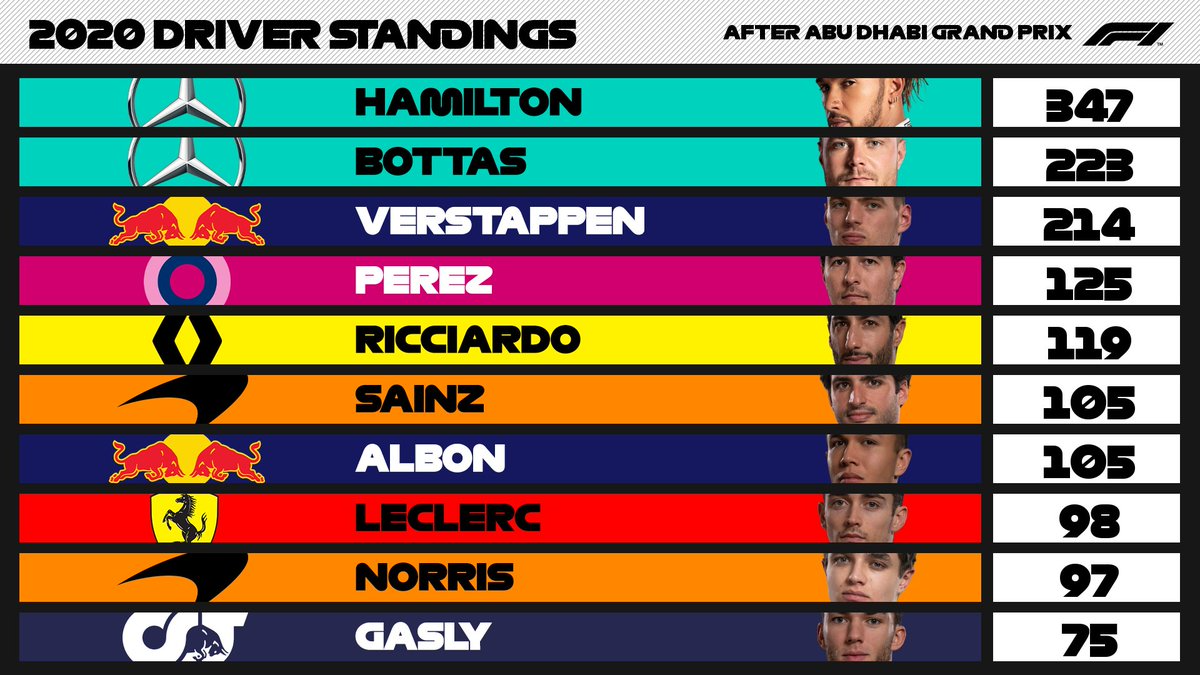 2020 DRIVER STANDINGS
AFTER ABU DHABI GRAND PRIX F1™
HAMILTON 347
BOTTAS 223
VERSTAPPEN 214
PEREZ 125
RICCIARDO 119
SAINZ 105
ALBON 105
LECLERC 98
NORRIS 97
GASLY 75